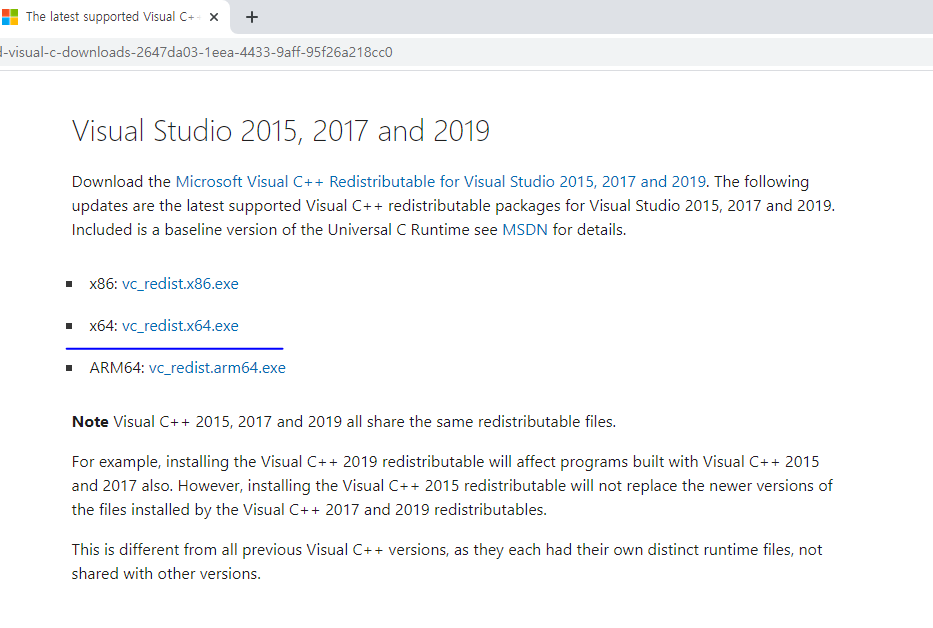 The latest supported Visual C+
d-visual-c-downloads-2647da03-1eea-4433-9aff-95f26a218cc0
Visual Studio 2015, 2017 and 2019
Download the Microsoft Visual C++ Redistributable for Visual Studio 2015, 2017 and 2019. The following
updates are the latest supported Visual C++ redistributable packages for Visual Studio 2015, 2017 and 2019.
Included is a baseline version of the Universal C Runtime see MSDN for details.
x86: vc_redist.x86.exe
x64: vc_redist.x64.exe
ARM64: vc_redist.arm64.exe
Note Visual C++ 2015, 2017 and 2019 all share the same redistributable files.
For example, installing the Visual C++ 2019 redistributable will affect programs built with Visual C++ 2015
and 2017 also. However, installing the Visual C++ 2015 redistributable will not replace the newer versions of
the files installed by the Visual C++ 2017 and 2019 redistributables.
This is different from all previous Visual C++ versions, as they each had their own distinct runtime files, not
shared with other versions.